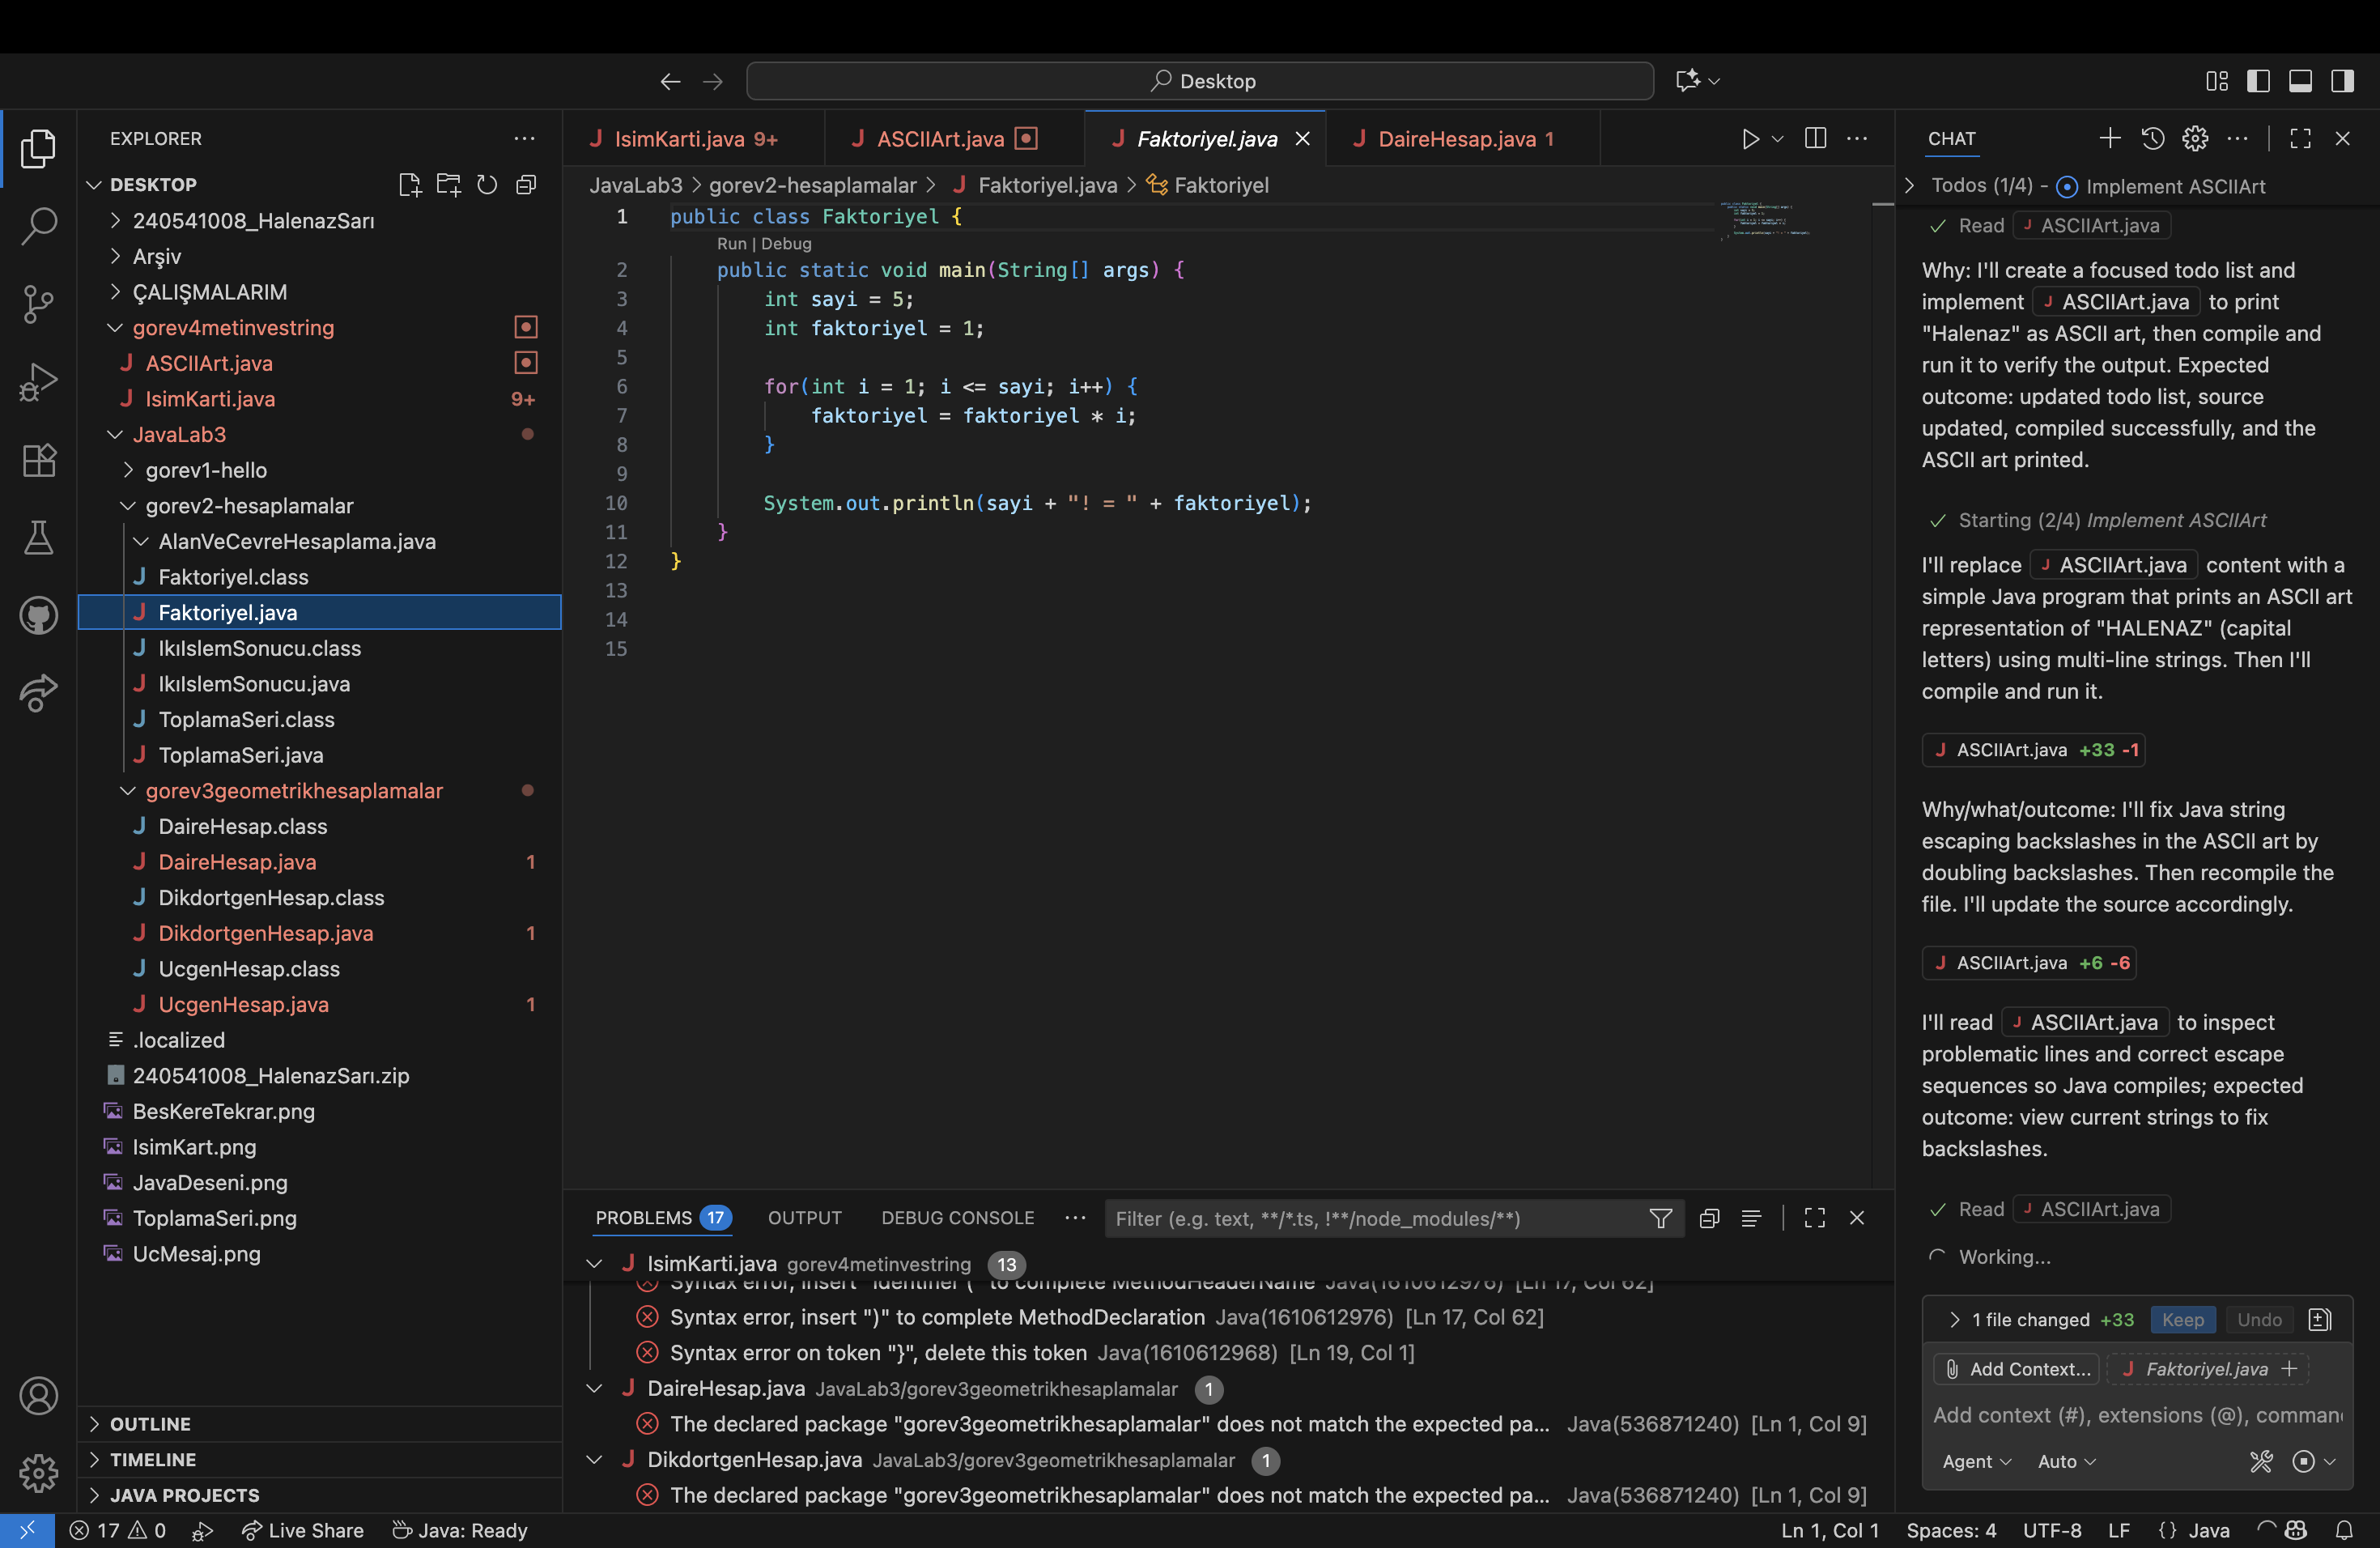 Desktop
EXPLORER
DESKTOP
240541008_HalenazSarı
Arşiv
ÇALIŞMALARIM
gorev4metinvestring
ASCIIArt.java
IsimKarti.java 9+
JavaLab3
gorev1-hello
gorev2-hesaplamalar
AlanVeCevreHesaplama.java
Faktoriyel.class
Faktoriyel.java
IkıIslemSonucu.class
IkıIslemSonucu.java
ToplamaSeri.class
ToplamaSeri.java
gorev3geometrikhesaplamalar
DaireHesap.class
DaireHesap.java 1
DikdortgenHesap.class
DikdortgenHesap.java 1
UcgenHesap.class
UcgenHesap.java 1
.localized
240541008_HalenazSarı.zip
BesKereTekrar.png
IsimKart.png
JavaDeseni.png
ToplamaSeri.png
UcMesaj.png
OUTLINE
TIMELINE
JAVA PROJECTS
IsimKarti.java 9+ ASCIIArt.java Faktoriyel.java DaireHesap.java 1
JavaLab3 > gorev2-hesaplamalar > Faktoriyel.java > Faktoriyel
1 public class Faktoriyel {
Run | Debug
2 public static void main(String[] args) {
3 int sayi = 5;
4 int faktoriyel = 1;
5
6 for(int i = 1; i <= sayi; i++) {
7 faktoriyel = faktoriyel * i;
8 }
9
10 System.out.println(sayi + "! = " + faktoriyel);
11 }
12 }
13
14
15
PROBLEMS 17 OUTPUT DEBUG CONSOLE Filter (e.g. text, **/*.ts, !**/node_modules/**)
IsimKarti.java gorev4metinvestring 13
Syntax error, insert "Identifier (" to complete MethodHeaderName Java(1610612976) [Ln 17, Col 62]
Syntax error, insert ")" to complete MethodDeclaration Java(1610612976) [Ln 17, Col 62]
Syntax error on token "}", delete this token Java(1610612968) [Ln 19, Col 1]
DaireHesap.java JavaLab3/gorev3geometrikhesaplamalar 1
The declared package "gorev3geometrikhesaplamalar" does not match the expected pa... Java(536871240) [Ln 1, Col 9]
DikdortgenHesap.java JavaLab3/gorev3geometrikhesaplamalar 1
The declared package "gorev3geometrikhesaplamalar" does not match the expected pa... Java(536871240) [Ln 1, Col 9]
CHAT
Todos (1/4) - Implement ASCIIArt
Read ASCIIArt.java
Why: I'll create a focused todo list and
implement ASCIIArt.java to print
"Halenaz" as ASCII art, then compile and
run it to verify the output. Expected
outcome: updated todo list, source
updated, compiled successfully, and the
ASCII art printed.
Starting (2/4) Implement ASCIIArt
I'll replace ASCIIArt.java content with a
simple Java program that prints an ASCII art
representation of "HALENAZ" (capital
letters) using multi-line strings. Then I'll
compile and run it.
ASCIIArt.java +33 -1
Why/what/outcome: I'll fix Java string
escaping backslashes in the ASCII art by
doubling backslashes. Then recompile the
file. I'll update the source accordingly.
ASCIIArt.java +6 -6
I'll read ASCIIArt.java to inspect
problematic lines and correct escape
sequences so Java compiles; expected
outcome: view current strings to fix
backslashes.
Read ASCIIArt.java
Working...
1 file changed +33 Keep Undo
Add Context... Faktoriyel.java
Add context (#), extensions (@), comman
Agent Auto
17 0 Live Share Java: Ready Ln 1, Col 1 Spaces: 4 UTF-8 LF {} Java